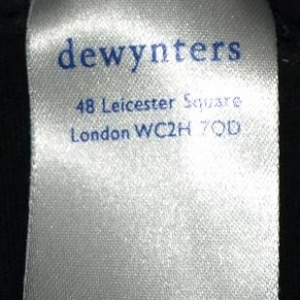 dewynters
48 Leicester Square
London WC2H 7QD